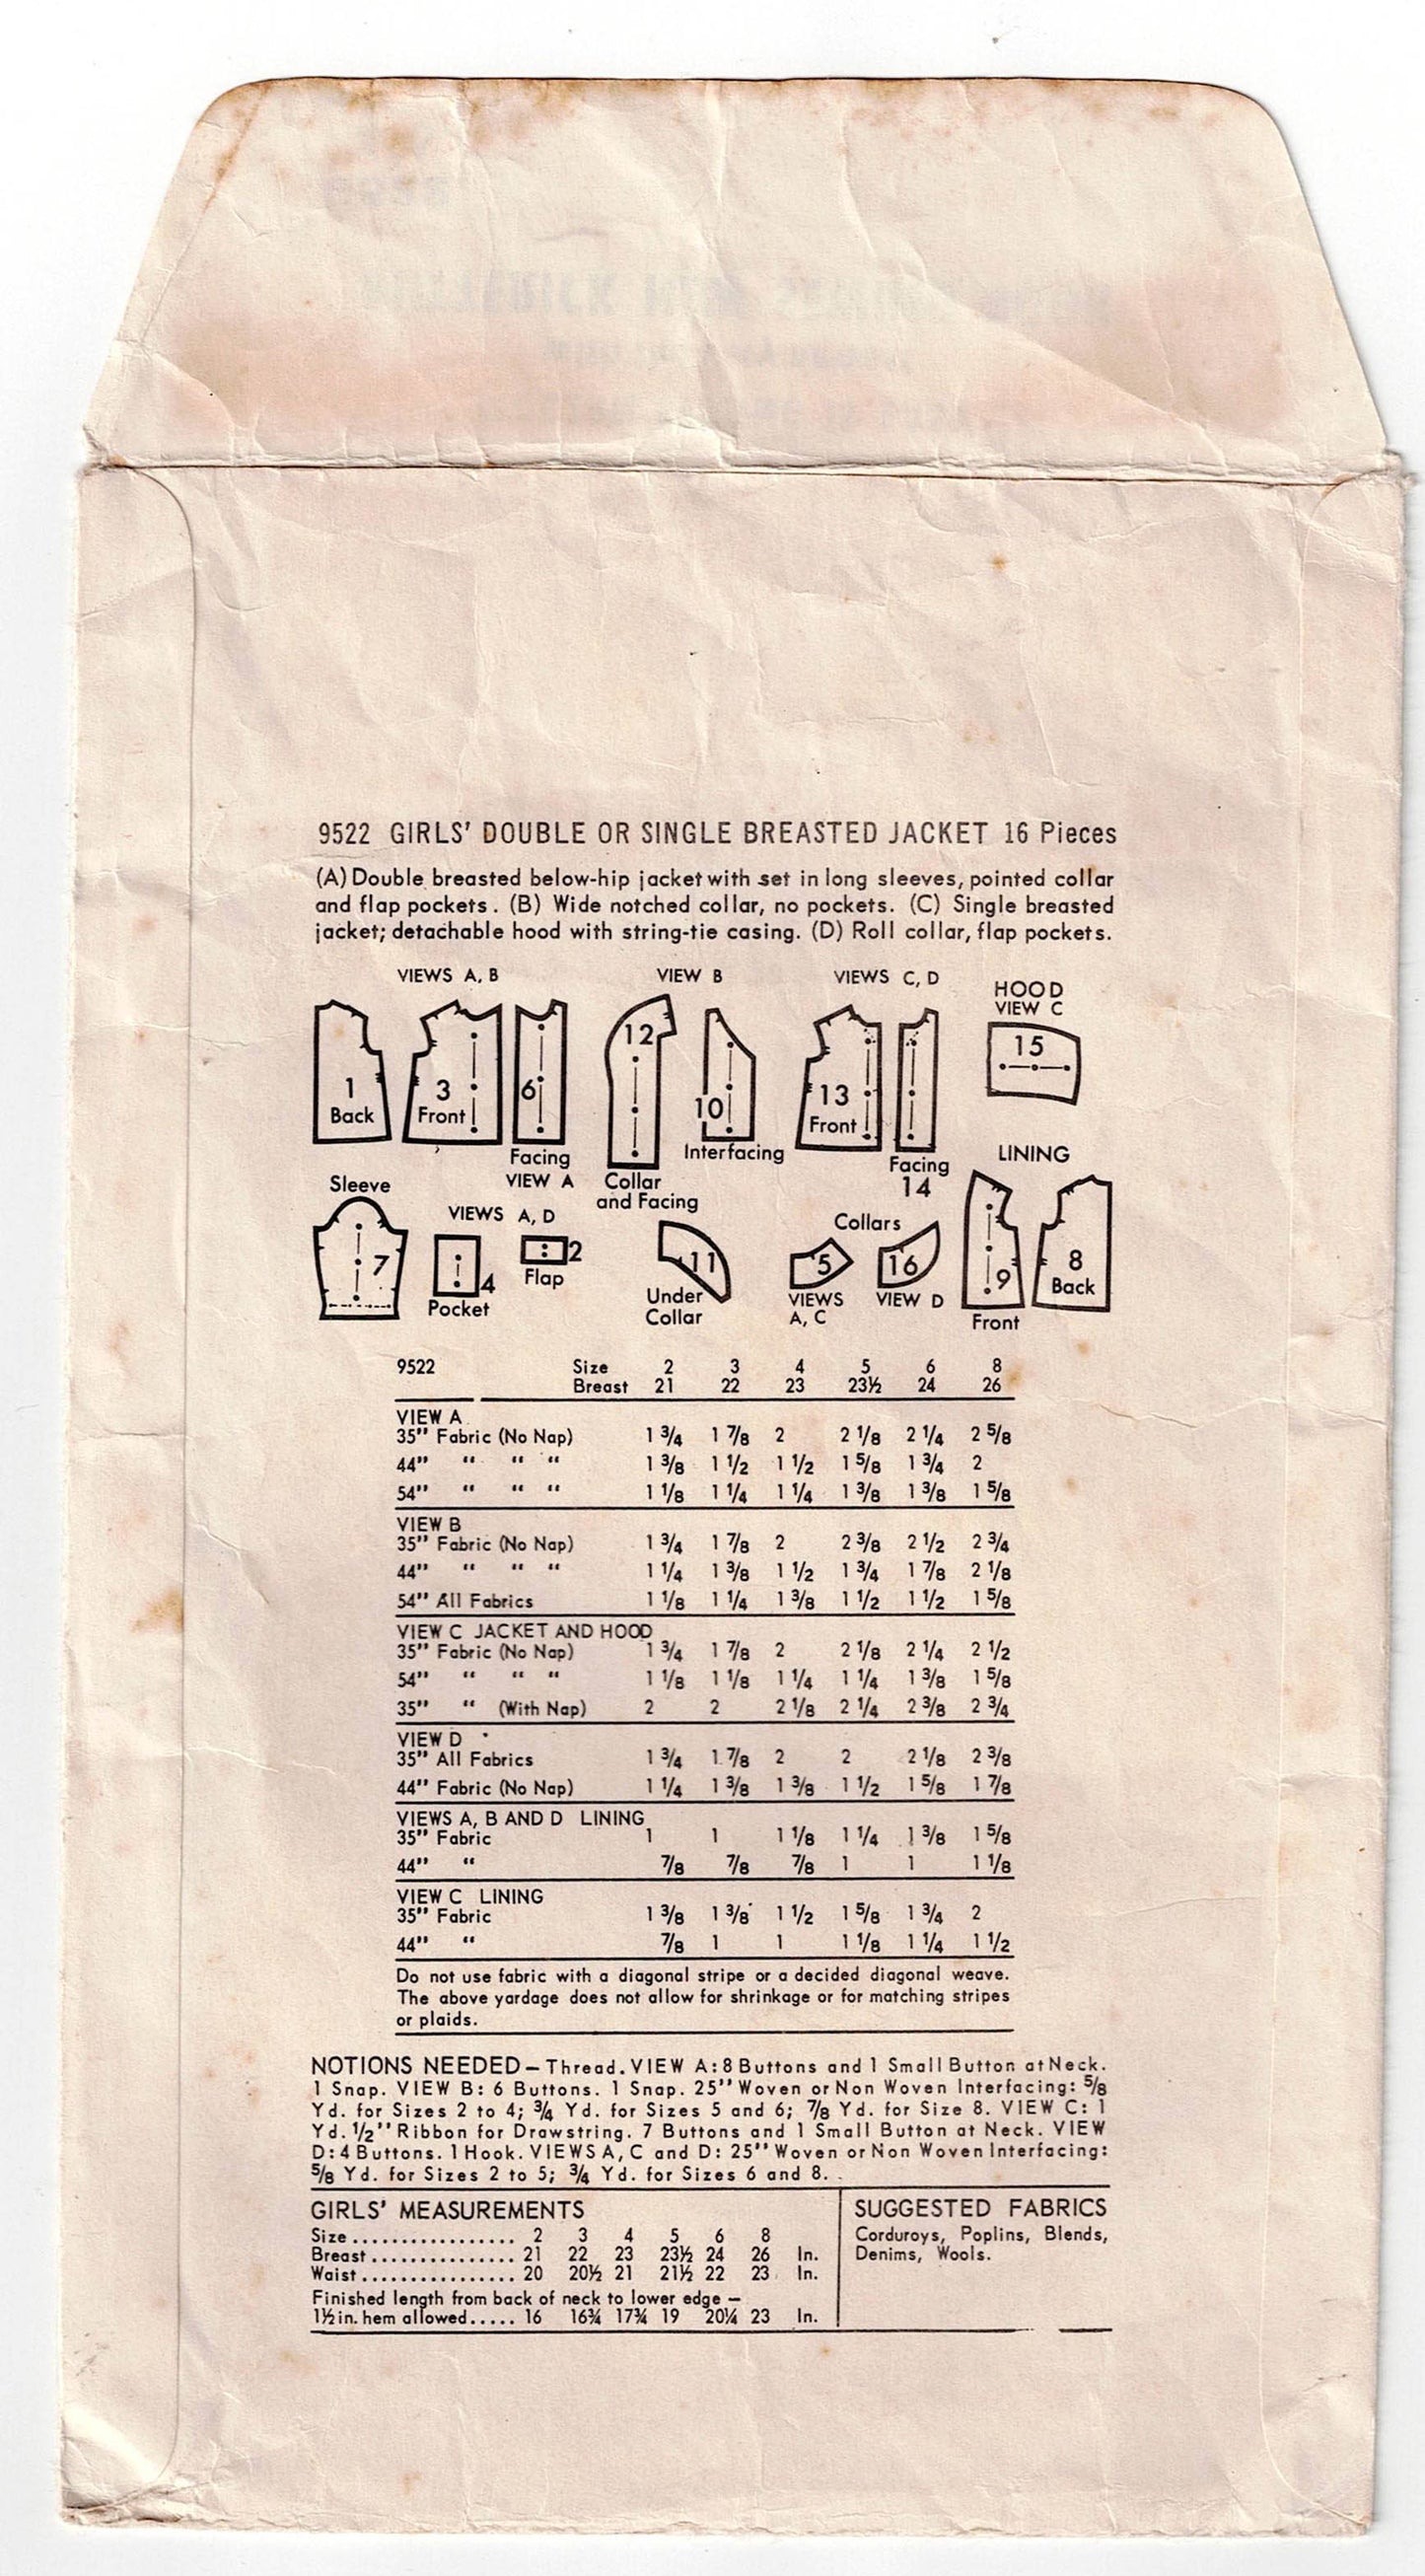 9522 GIRLS' DOUBLE OR SINGLE BREASTED JACKET 16 Pieces
(A) Double breasted below-hip jacket with set in long sleeves, pointed collar
and flap pockets. (B) Wide notched collar, no pockets. (C) Single breasted
jacket; detachable hood with string-tie casing. (D) Roll collar, flap pockets.
VIEWS A, B
VIEW B
VIEWS C, D
HOOD
VIEW C
1
Back
3
Front
6
Facing
VIEW A
12
Collar
and Facing
10
Interfacing
13
Front
Facing
14
15
LINING
Sleeve
7
VIEWS A, D
4
Pocket
2
Flap
11
Under
Collar
Collars
5
VIEWS
A, C
16
VIEW D
9
Front
8
Back
9522 Size 2 3 4 5 6 8
Breast 21 22 23 23½ 24 26
VIEW A
35" Fabric (No Nap) 1 3/4 1 7/8 2 2 1/8 2 1/4 2 5/8
44" " " " 1 3/8 1 1/2 1 1/2 1 5/8 1 3/4 2
54" " " " 1 1/8 1 1/4 1 1/4 1 3/8 1 3/8 1 5/8
VIEW B
35" Fabric (No Nap) 1 3/4 1 7/8 2 2 3/8 2 1/2 2 3/4
44" " " " 1 1/4 1 3/8 1 1/2 1 3/4 1 7/8 2 1/8
54" All Fabrics 1 1/8 1 1/4 1 3/8 1 1/2 1 1/2 1 5/8
VIEW C JACKET AND HOOD
35" Fabric (No Nap) 1 3/4 1 7/8 2 2 1/8 2 1/4 2 1/2
54" " " " 1 1/8 1 1/8 1 1/4 1 1/4 1 3/8 1 5/8
35" " (With Nap) 2 2 2 1/8 2 1/4 2 3/8 2 3/4
VIEW D
35" All Fabrics 1 3/4 1 7/8 2 2 2 1/8 2 3/8
44" Fabric (No Nap) 1 1/4 1 3/8 1 3/8 1 1/2 1 5/8 1 7/8
VIEWS A, B AND D LINING
35" Fabric 1 1 1 1/8 1 1/4 1 3/8 1 5/8
44" " 7/8 7/8 7/8 1 1 1 1/8
VIEW C LINING
35" Fabric 1 3/8 1 3/8 1 1/2 1 5/8 1 3/4 2
44" " 7/8 1 1 1 1/8 1 1/4 1 1/2
Do not use fabric with a diagonal stripe or a decided diagonal weave.
The above yardage does not allow for shrinkage or for matching stripes
or plaids.
NOTIONS NEEDED – Thread. VIEW A: 8 Buttons and 1 Small Button at Neck.
1 Snap. VIEW B: 6 Buttons. 1 Snap. 25" Woven or Non Woven Interfacing: 5/8
Yd. for Sizes 2 to 4; 3/4 Yd. for Sizes 5 and 6; 7/8 Yd. for Size 8. VIEW C: 1
Yd. 1/2" Ribbon for Drawstring. 7 Buttons and 1 Small Button at Neck. VIEW
D: 4 Buttons. 1 Hook. VIEWS A, C and D: 25" Woven or Non Woven Interfacing:
5/8 Yd. for Sizes 2 to 5; 3/4 Yd. for Sizes 6 and 8.
GIRLS' MEASUREMENTS
Size ................. 2 3 4 5 6 8
Breast ............... 21 22 23 23½ 24 26 In.
Waist ................ 20 20½ 21 21½ 22 23 In.
Finished length from back of neck to lower edge –
1½ in. hem allowed ..... 16 16¾ 17¾ 19 20¼ 23 In.
SUGGESTED FABRICS
Corduroys, Poplins, Blends,
Denims, Wools.